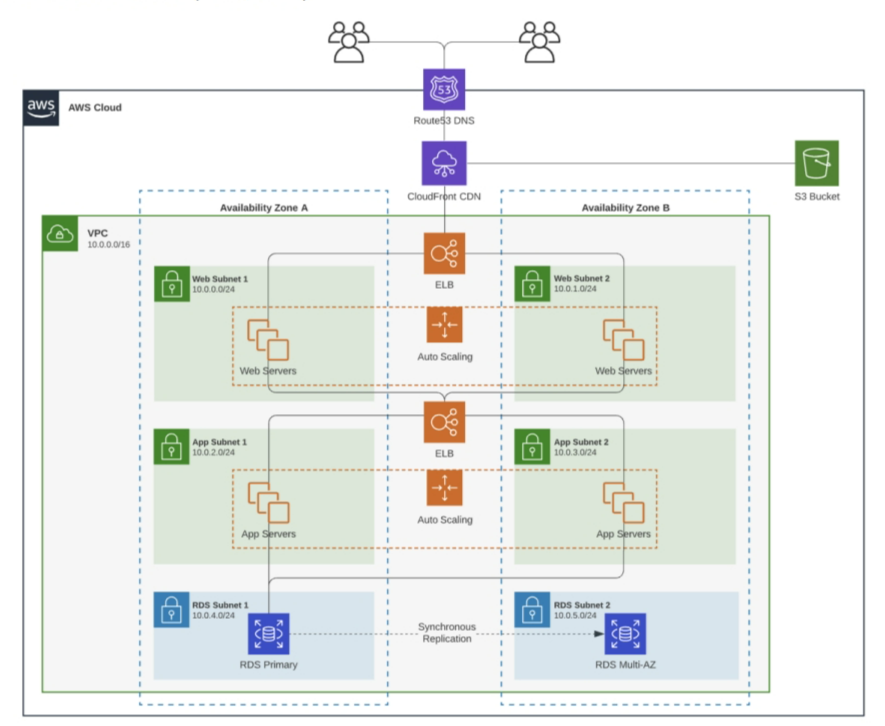 53
Route53 DNS
aws
AWS Cloud
CloudFront CDN
S3 Bucket
Availability Zone A
Availability Zone B
VPC
10.0.0.0/16
ELB
Web Subnet 1
10.0.0.0/24
Web Subnet 2
10.0.1.0/24
Auto Scaling
Web Servers
Web Servers
ELB
App Subnet 1
10.0.2.0/24
App Subnet 2
10.0.3.0/24
Auto Scaling
App Servers
App Servers
RDS Subnet 1
10.0.4.0/24
RDS Subnet 2
10.0.5.0/24
Synchronous
Replication
RDS Primary
RDS Multi-AZ